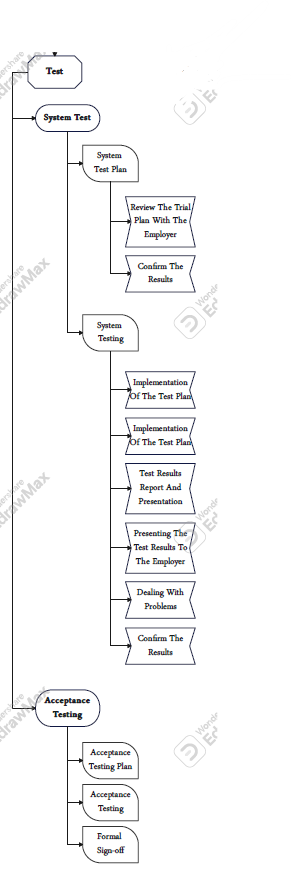 Test
System Test
System
Test Plan
Review The Trial
Plan With The
Employer
Confirm The
Results
System
Testing
Implementation
Of The Test Plan
Implementation
Of The Test Plan
Test Results
Report And
Presentation
Presenting The
Test Results To
The Employer
Dealing With
Problems
Confirm The
Results
Acceptance
Testing
Acceptance
Testing Plan
Acceptance
Testing
Formal
Sign-off